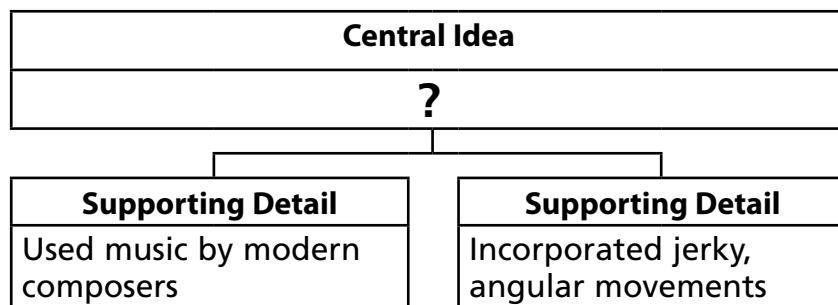 Central Idea
?
Supporting Detail
Used music by modern
composers
Supporting Detail
Incorporated jerky,
angular movements